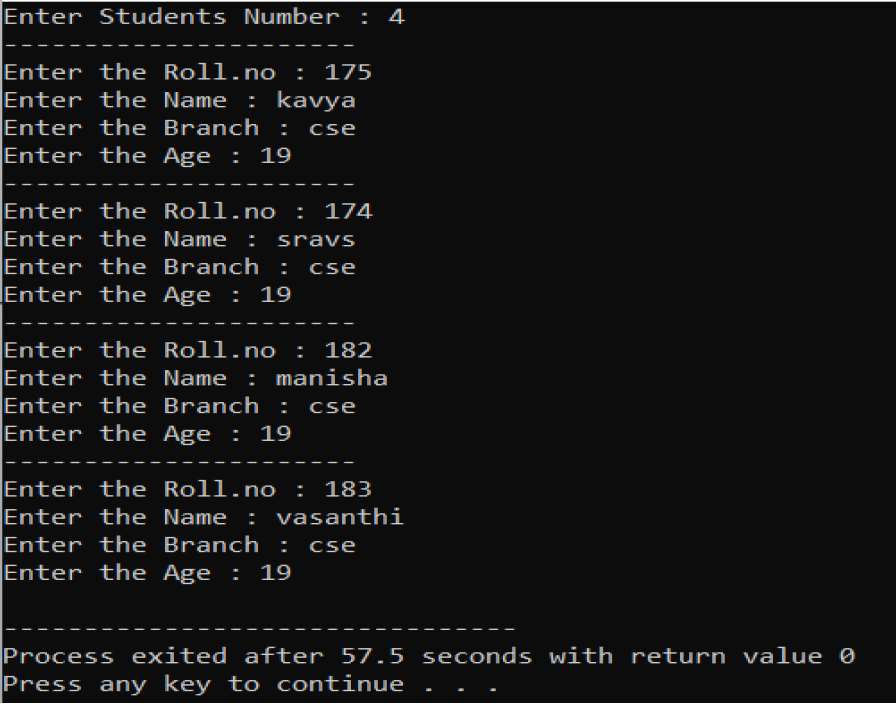 Enter Students Number : 4
----------------------
Enter the Roll.no : 175
Enter the Name : kavya
Enter the Branch : cse
Enter the Age : 19
----------------------
Enter the Roll.no : 174
Enter the Name : sravs
Enter the Branch : cse
Enter the Age : 19
----------------------
Enter the Roll.no : 182
Enter the Name : manisha
Enter the Branch : cse
Enter the Age : 19
----------------------
Enter the Roll.no : 183
Enter the Name : vasanthi
Enter the Branch : cse
Enter the Age : 19

--------------------------------
Process exited after 57.5 seconds with return value 0
Press any key to continue . . .